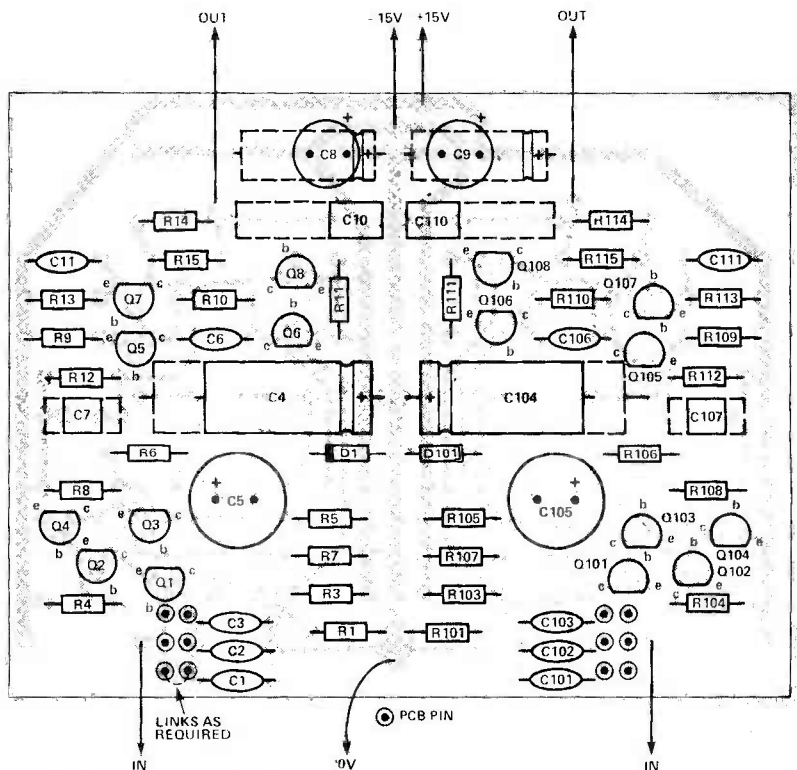 OUT - 15V +15V OUT
+ +
C8 + + C9 +
R14 C10 C110 R114
b e c
C11 R15 Q8 R115 C111
Q108
e c c e R111 R111 Q107 b
R13 Q7 R10 b Q106 R110 R113
b e
R9 e c C6 Q6 C106 c R109
Q5 c e b b
b Q105 e
R12 + + R112
C7 C4 C104 C107
R6 D1 D101 R106
R8 + + R108
C5 C105
e c e c R5 R105 b Q103 b
Q4 Q3 c c e
b e b Q104
Q2 c R7 R107 Q101 b Q102
e c b e
Q1 e c e
R4 b R3 R103 R104
C3 C103
R1 R101
C2 C102
C1 C101
LINKS AS
REQUIRED
PCB PIN
IN 0V IN